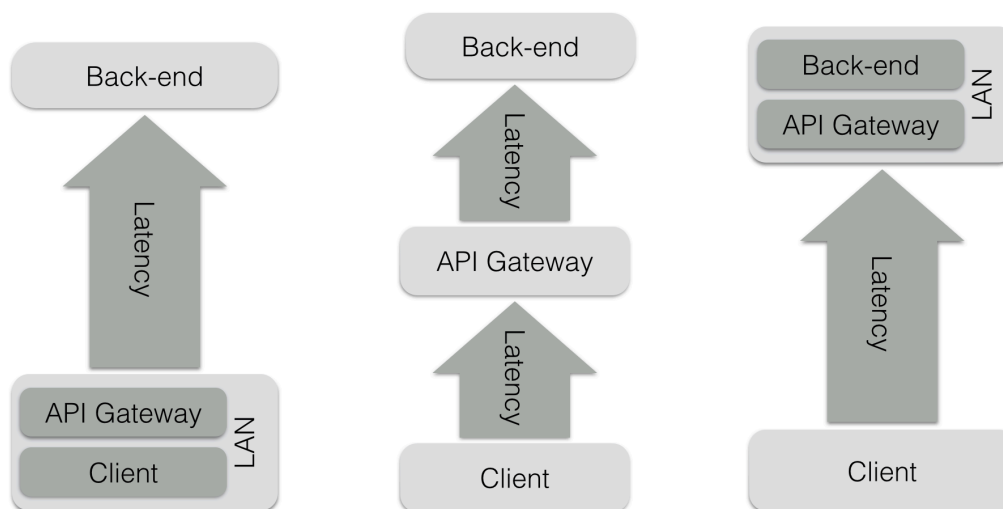 Back-end
Latency
API Gateway
Client
LAN
Back-end
Latency
API Gateway
Latency
Client
Back-end
API Gateway
LAN
Latency
Client